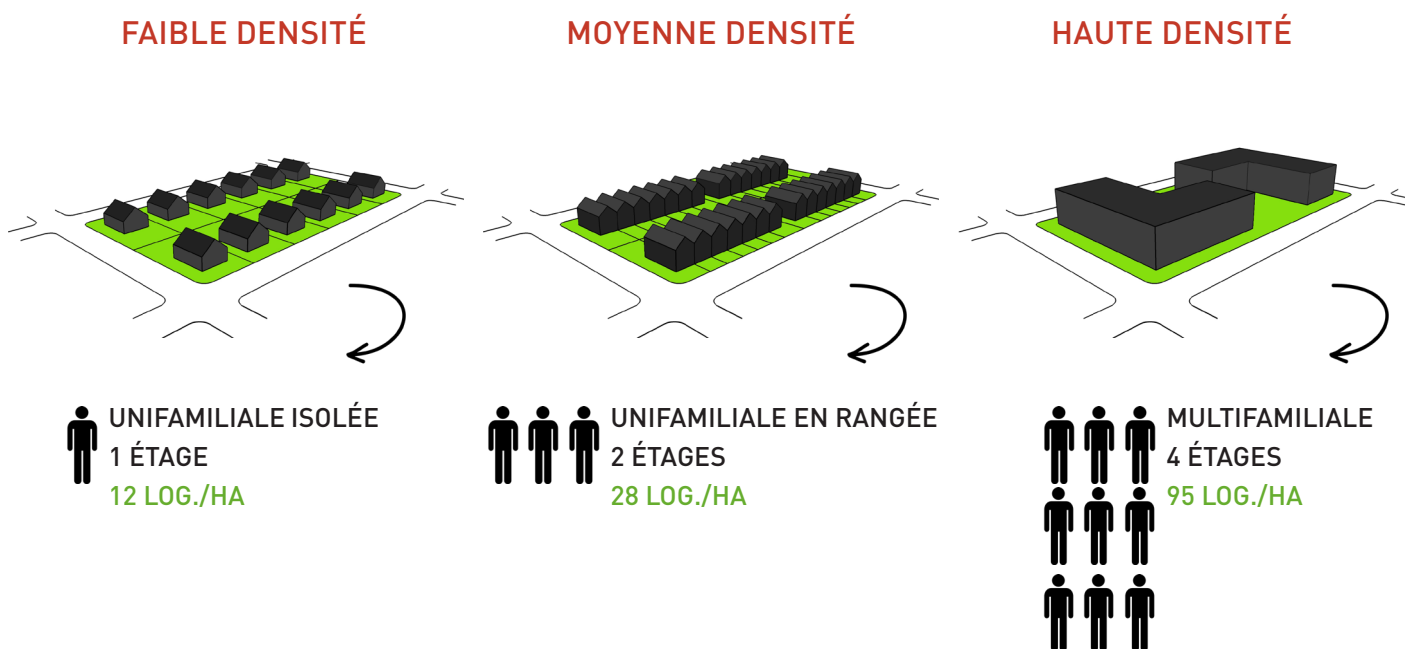 FAIBLE DENSITÉ
MOYENNE DENSITÉ
HAUTE DENSITÉ
UNIFAMILIALE ISOLÉE
1 ÉTAGE
12 LOG./HA
UNIFAMILIALE EN RANGÉE
2 ÉTAGES
28 LOG./HA
MULTIFAMILIALE
4 ÉTAGES
95 LOG./HA